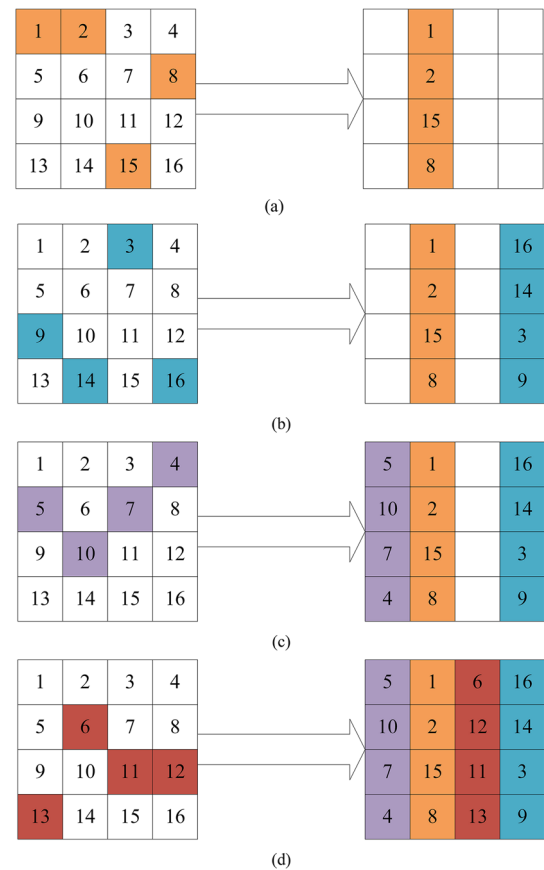 1 2 3 4 1
5 6 7 8 2
9 10 11 12 15
13 14 15 16 8
(a)
1 2 3 4 1 16
5 6 7 8 2 14
9 10 11 12 15 3
13 14 15 16 8 9
(b)
1 2 3 4 5 1 16
5 6 7 8 10 2 14
9 10 11 12 7 15 3
13 14 15 16 4 8 9
(c)
1 2 3 4 5 1 6 16
5 6 7 8 10 2 12 14
9 10 11 12 7 15 11 3
13 14 15 16 4 8 13 9
(d)